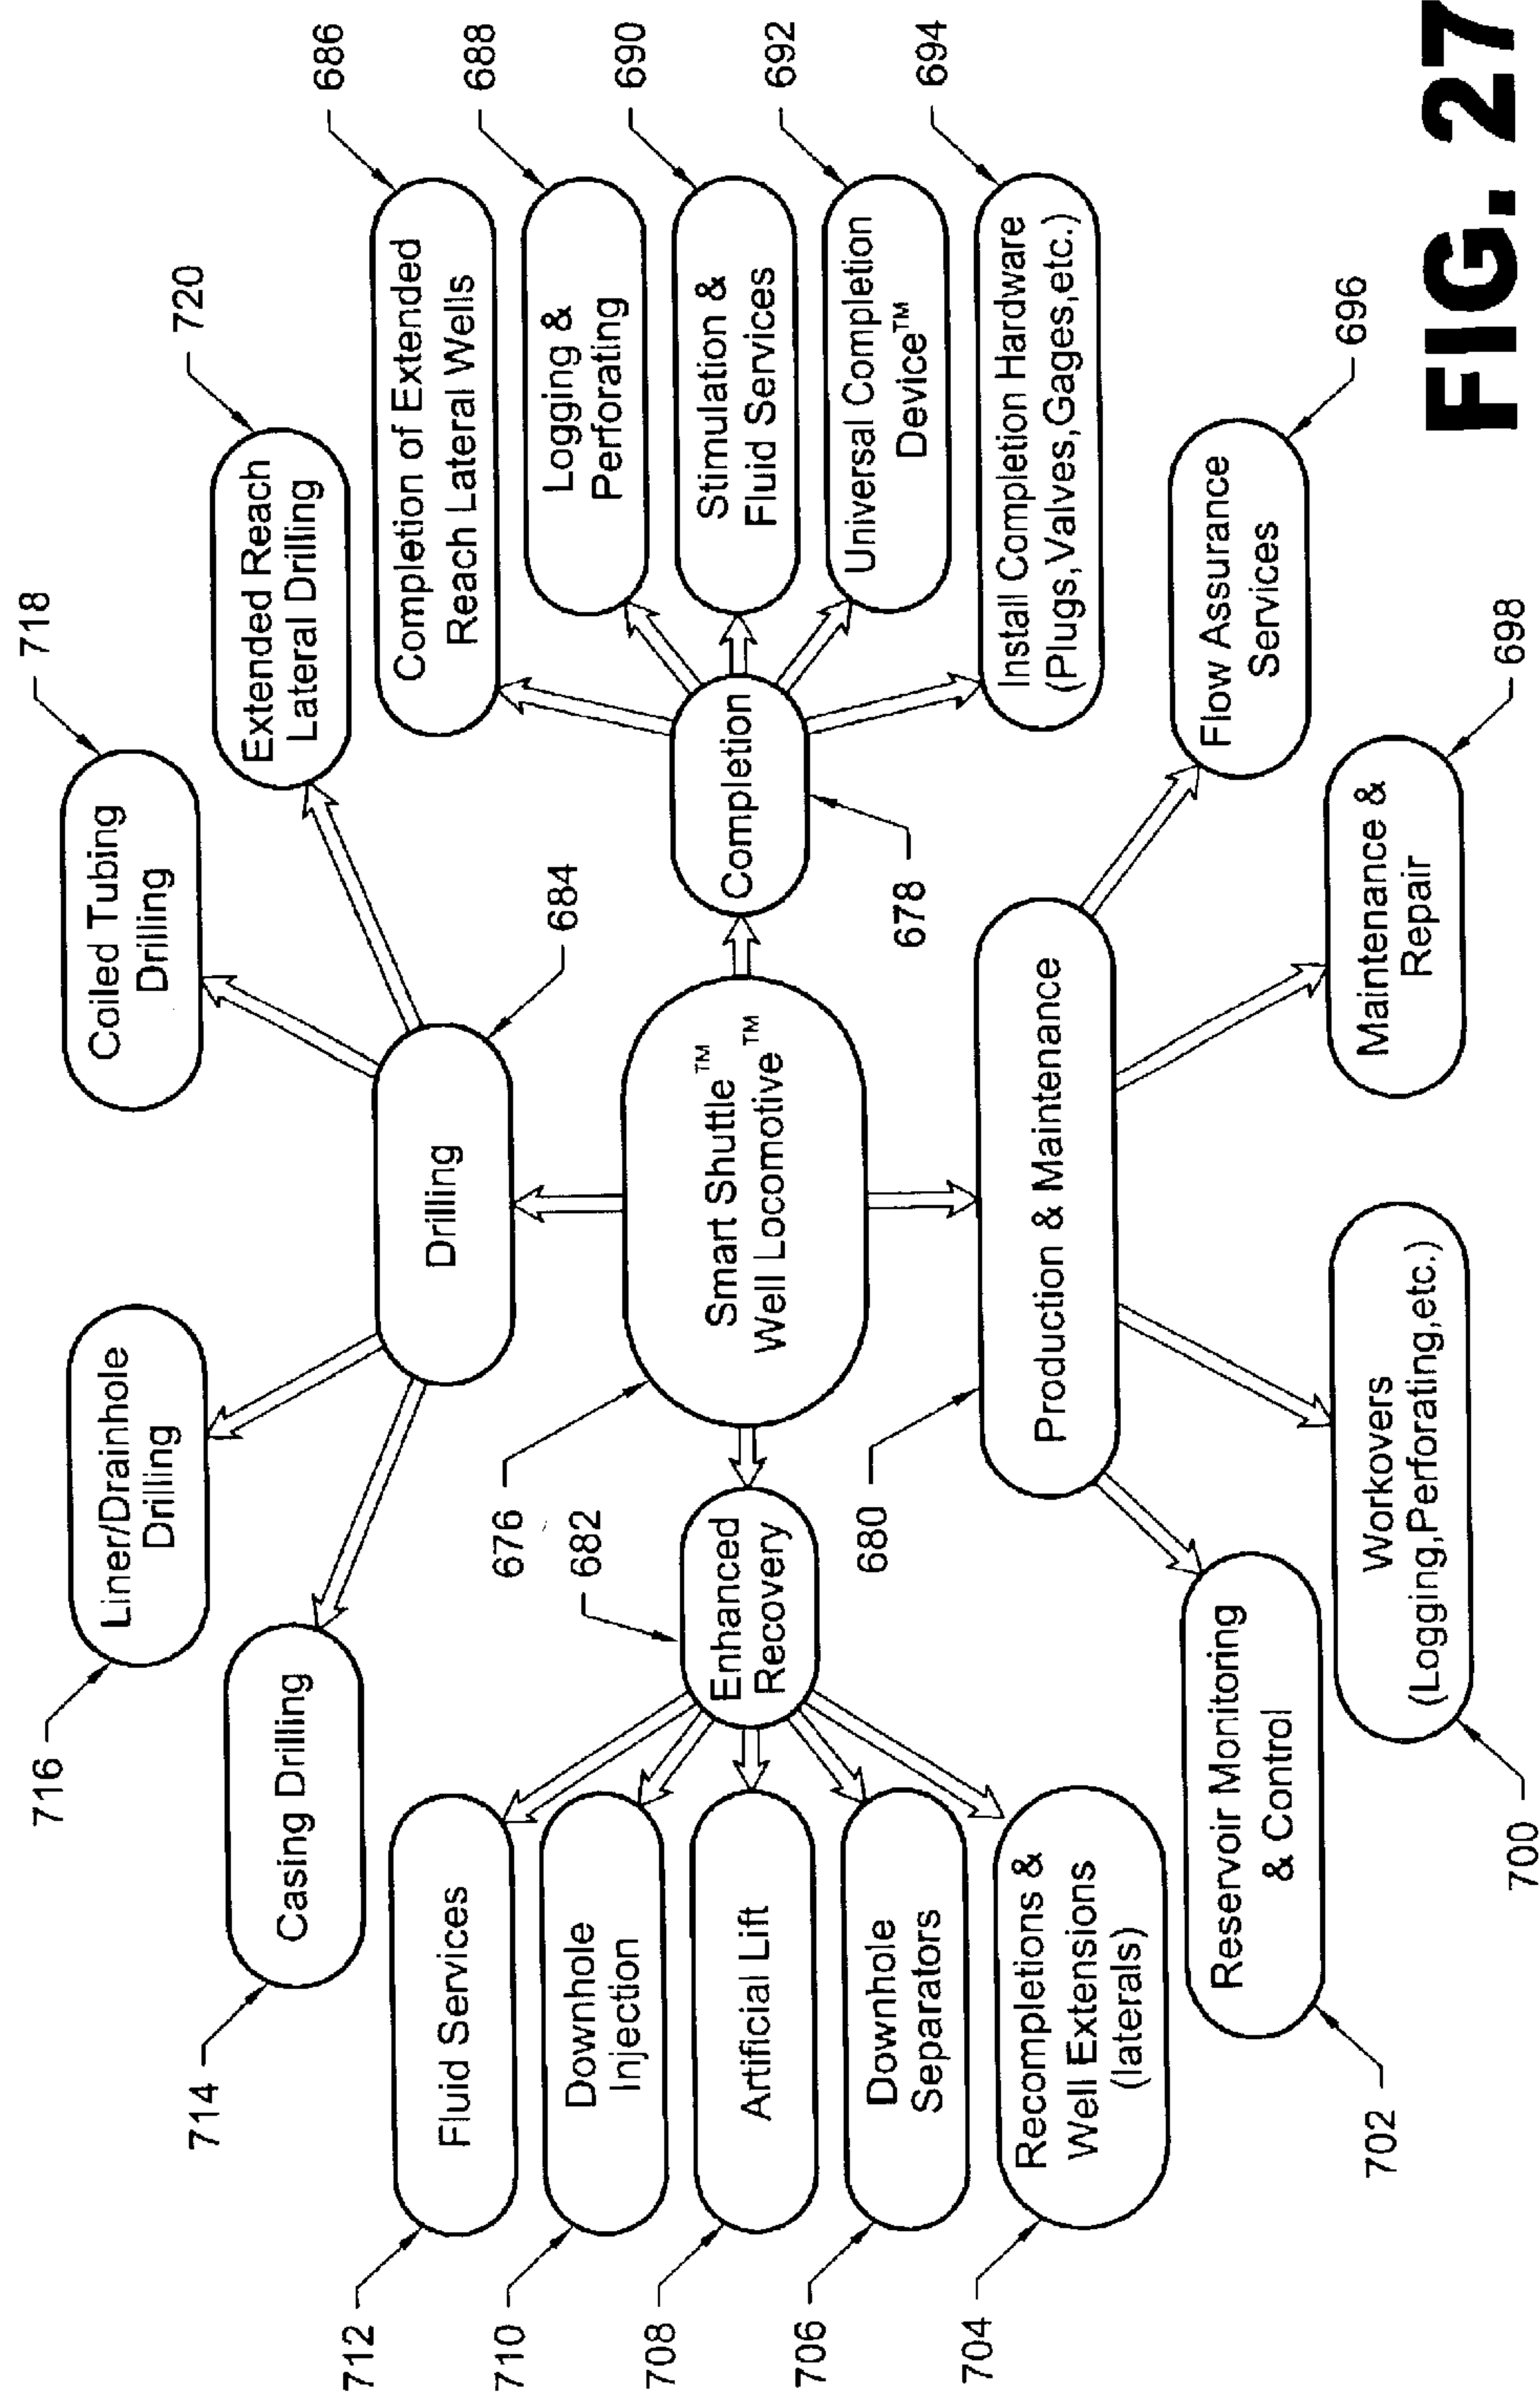 718
720
716
714
Coiled Tubing
Drilling
Liner/Drainhole
Drilling
Extended Reach
Lateral Drilling
Casing Drilling
Drilling
684
686
688
690
692
694
Completion of Extended
Reach Lateral Wells
Logging &
Perforating
Stimulation &
Fluid Services
Universal Completion
Device™
Install Completion Hardware
(Plugs,Valves,Gages,etc.)
Completion
678
676
Smart Shuttle™
Well Locomotive™
682
Enhanced
Recovery
712
Fluid Services
710
Downhole
Injection
708
Artificial Lift
706
Downhole
Separators
704
Recompletions &
Well Extensions
(laterals)
680
Production & Maintenance
Flow Assurance
Services
696
Maintenance &
Repair
698
Workovers
(Logging,Perforating,etc.)
700
Reservoir Monitoring
& Control
702
FIG. 27